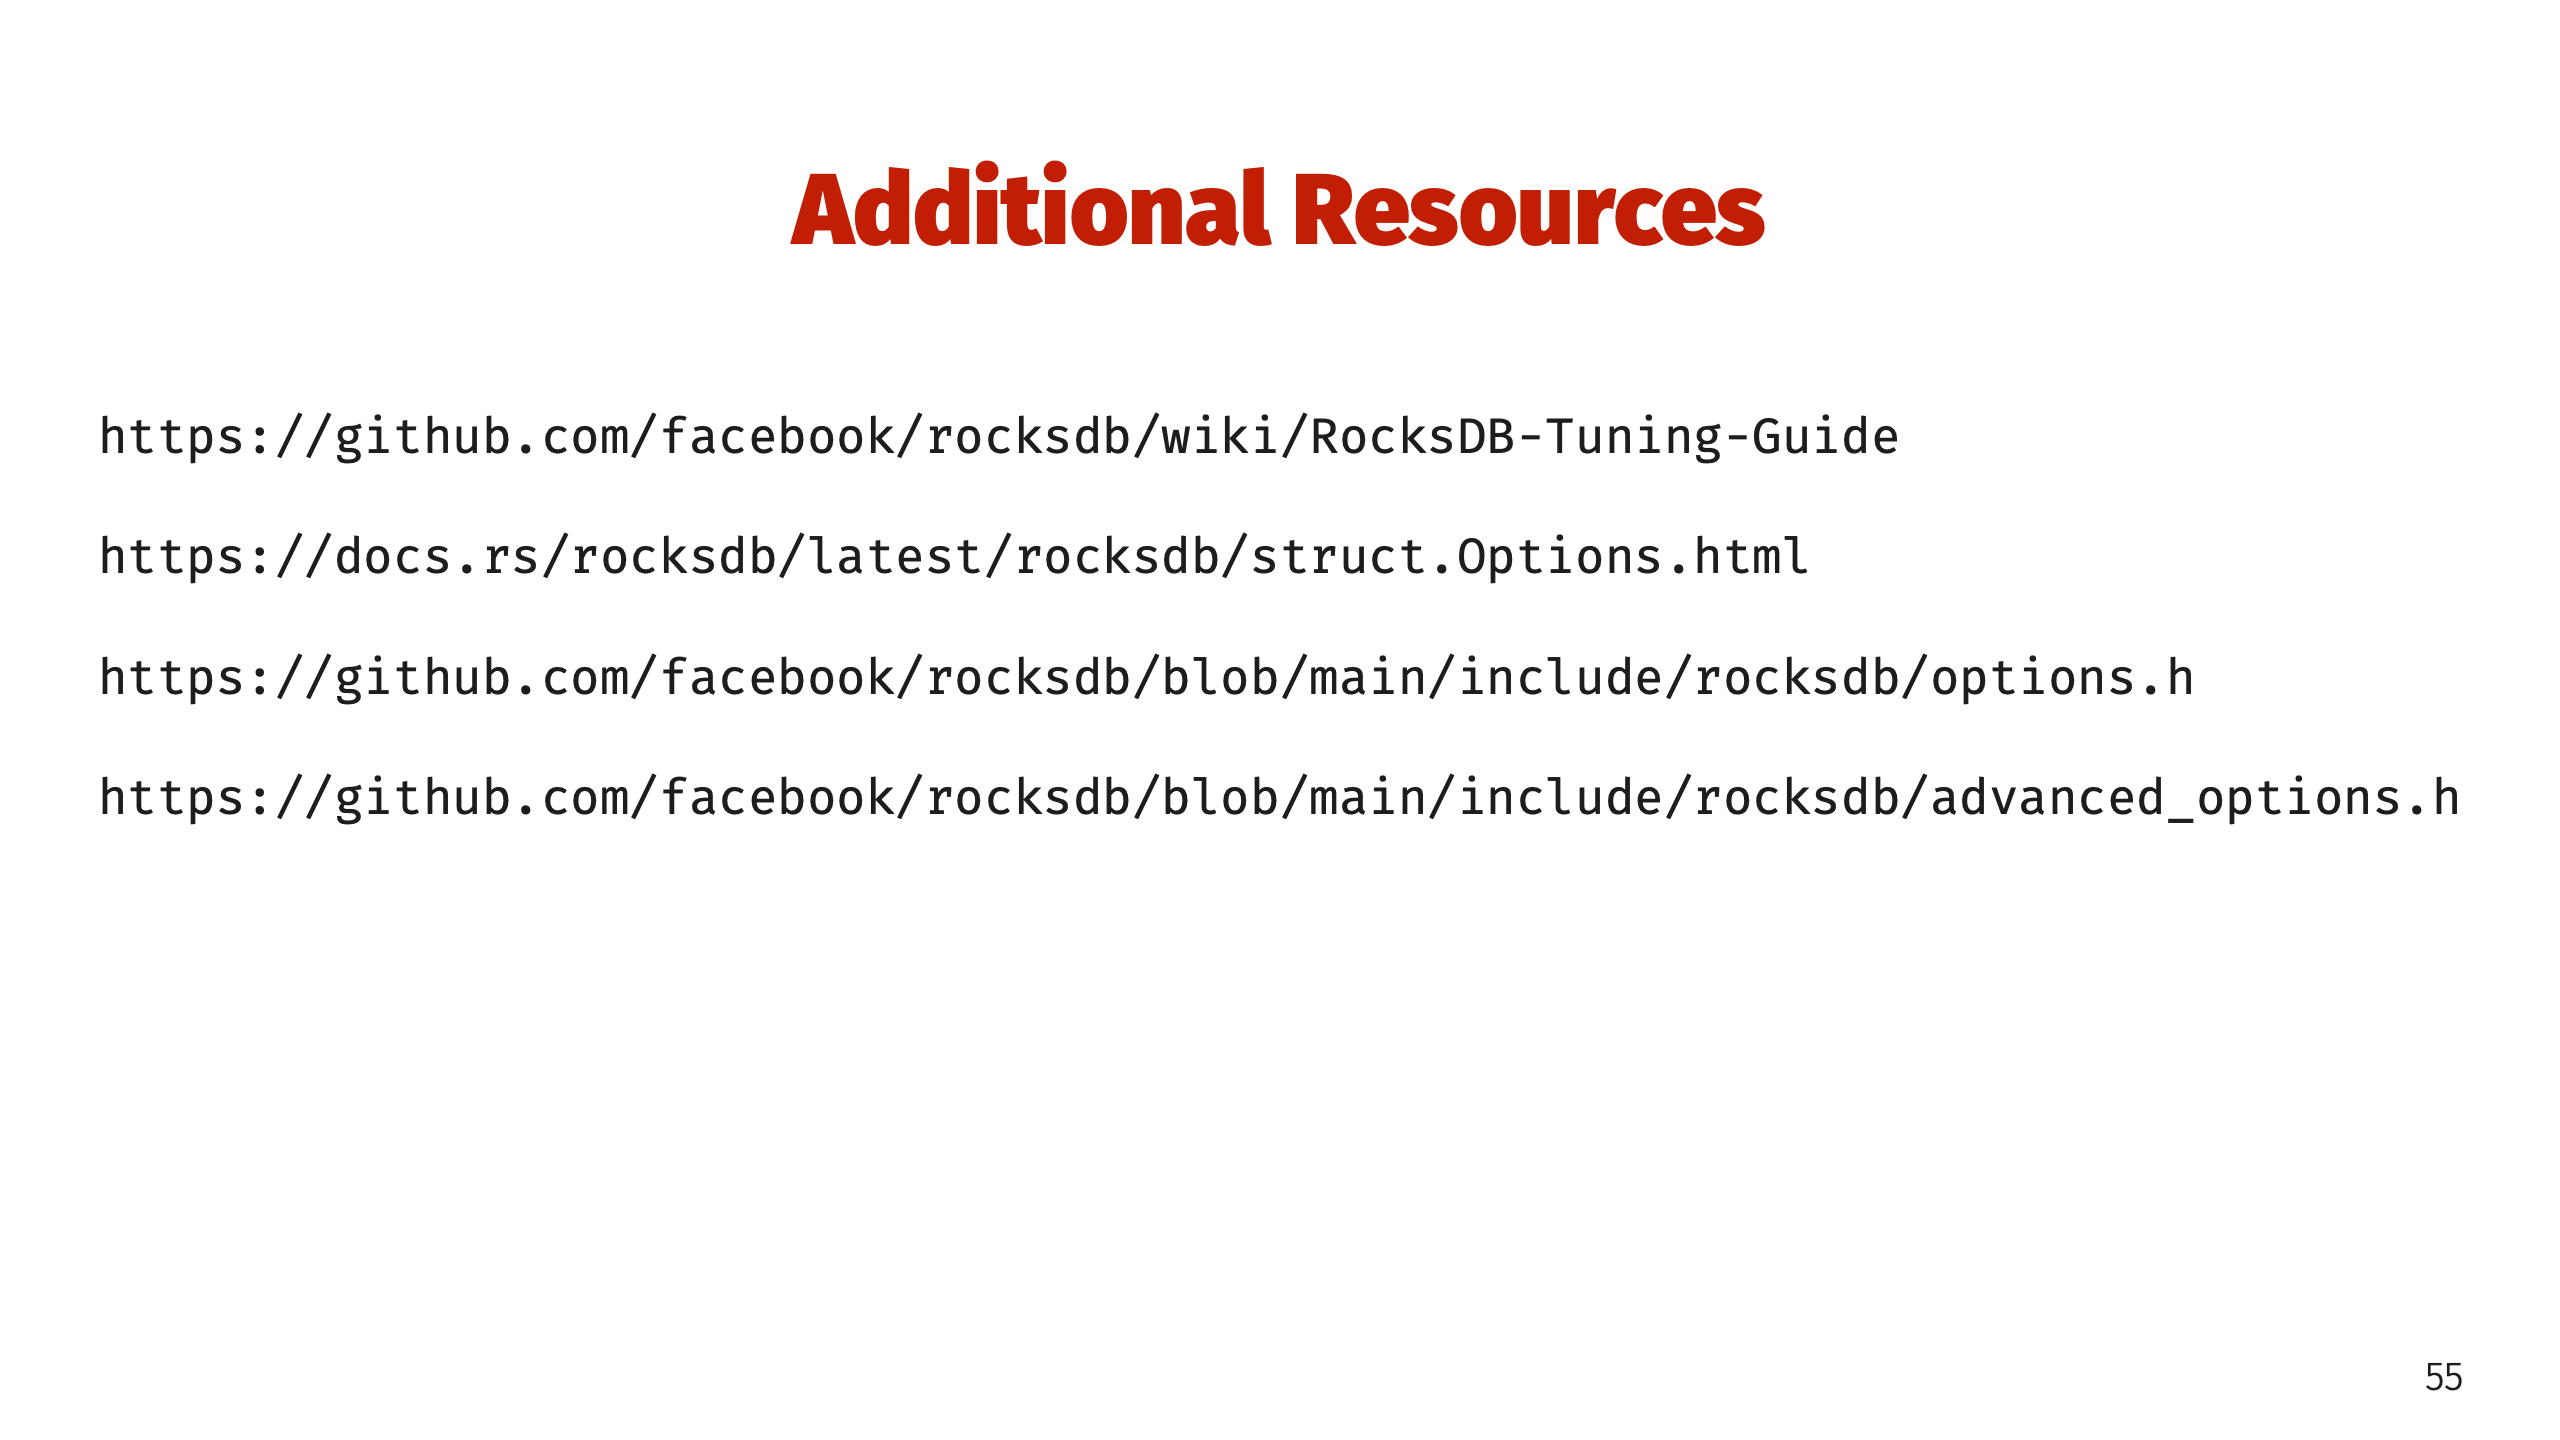 Additional Resources
https://github.com/facebook/rocksdb/wiki/RocksDB-Tuning-Guide
https://docs.rs/rocksdb/latest/rocksdb/struct.Options.html
https://github.com/facebook/rocksdb/blob/main/include/rocksdb/options.h
https://github.com/facebook/rocksdb/blob/main/include/rocksdb/advanced_options.h
55